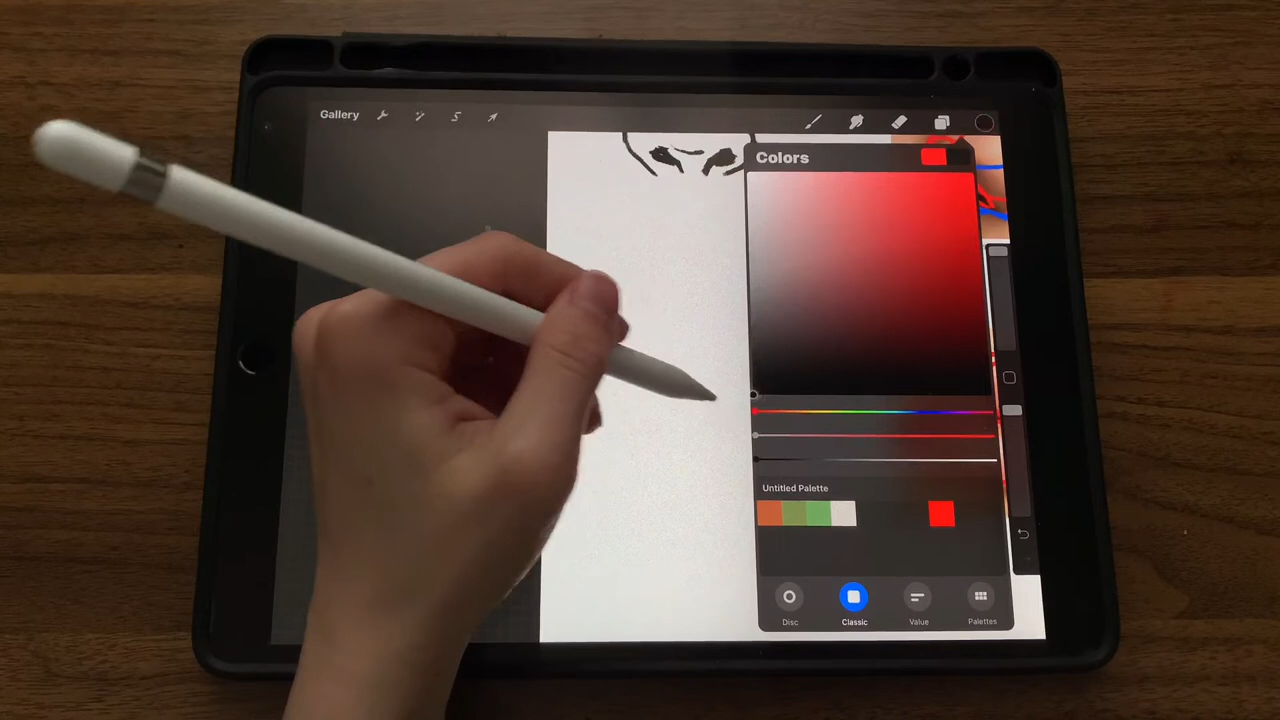 Gallery
Colors
Untitled Palette
Disc
Classic
Value
Palettes